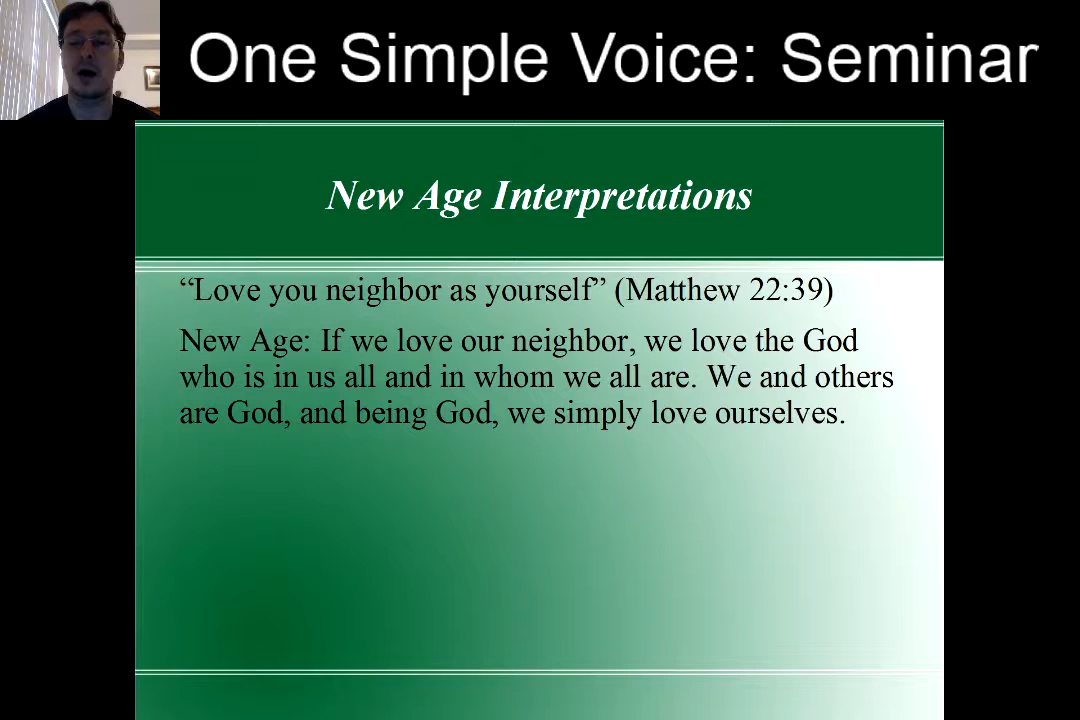 One Simple Voice: Seminar
New Age Interpretations
“Love you neighbor as yourself” (Matthew 22:39)
New Age: If we love our neighbor, we love the God
who is in us all and in whom we all are. We and others
are God, and being God, we simply love ourselves.